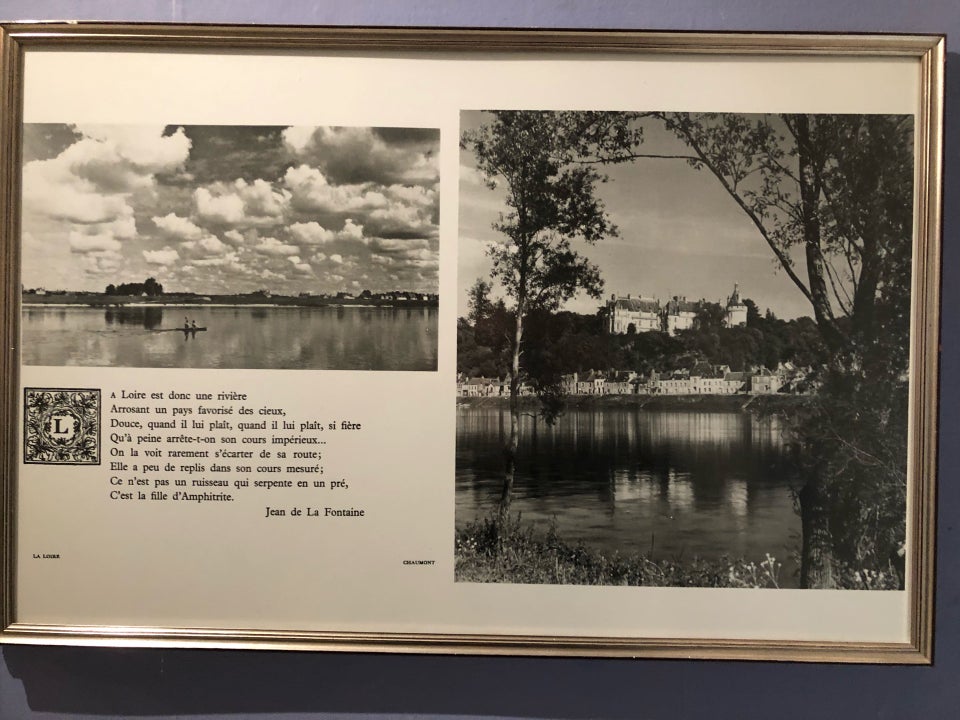 LA Loire est donc une rivière
Arrosant un pays favorisé des cieux,
Douce, quand il lui plaît, quand il lui plaît, si fière
Qu'à peine arrête-t-on son cours impérieux...
On la voit rarement s'écarter de sa route;
Elle a peu de replis dans son cours mesuré;
Ce n'est pas un ruisseau qui serpente en un pré,
C'est la fille d'Amphitrite.
Jean de La Fontaine
LA LOIRE
CHAUMONT